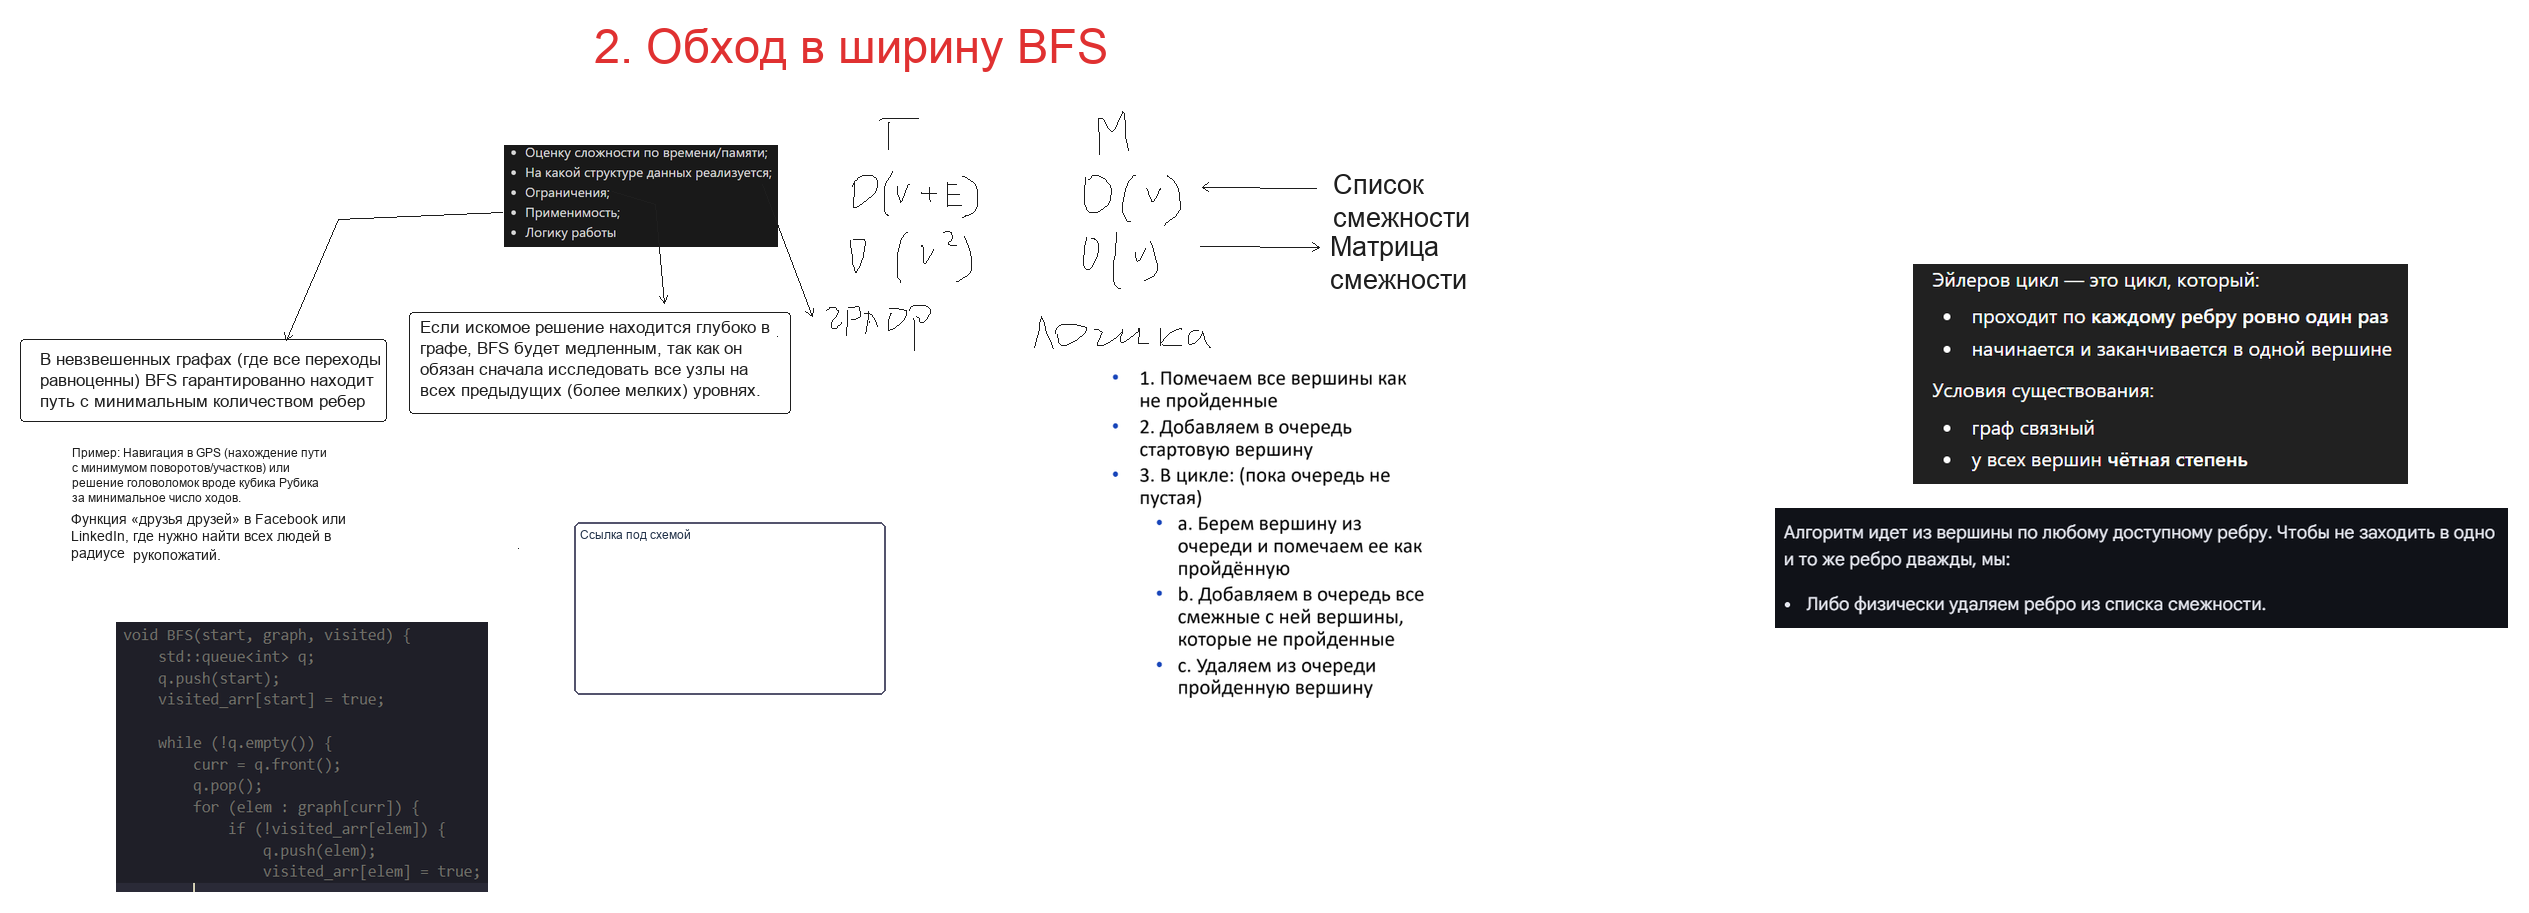 2. Обход в ширину BFS
Т
М
• Оценку сложности по времени/памяти;
• На какой структуре данных реализуется;
• Ограничения;
• Применимость;
• Логику работы
O(V+E)
O(v)
Список
смежности
O(v²)
O(v)
Матрица
смежности
граф
Логика
В невзвешенных графах (где все переходы
равноценны) BFS гарантированно находит
путь с минимальным количеством ребер
Если искомое решение находится глубоко в
графе, BFS будет медленным, так как он
обязан сначала исследовать все узлы на
всех предыдущих (более мелких) уровнях.
Пример: Навигация в GPS (нахождение пути
с минимумом поворотов/участков) или
решение головоломок вроде кубика Рубика
за минимальное число ходов.
Функция «друзья друзей» в Facebook или
LinkedIn, где нужно найти всех людей в
радиусе рукопожатий.
Ссылка под схемой
void BFS(start, graph, visited) {
std::queue<int> q;
q.push(start);
visited_arr[start] = true;
while (!q.empty()) {
curr = q.front();
q.pop();
for (elem : graph[curr]) {
if (!visited_arr[elem]) {
q.push(elem);
visited_arr[elem] = true;
• 1. Помечаем все вершины как
не пройденные
• 2. Добавляем в очередь
стартовую вершину
• 3. В цикле: (пока очередь не
пустая)
• a. Берем вершину из
очереди и помечаем ее как
пройдённую
• b. Добавляем в очередь все
смежные с ней вершины,
которые не пройденные
• c. Удаляем из очереди
пройденную вершину
Эйлеров цикл — это цикл, который:
• проходит по каждому ребру ровно один раз
• начинается и заканчивается в одной вершине
Условия существования:
• граф связный
• у всех вершин чётная степень
Алгоритм идет из вершины по любому доступному ребру. Чтобы не заходить в одно
и то же ребро дважды, мы:
• Либо физически удаляем ребро из списка смежности.